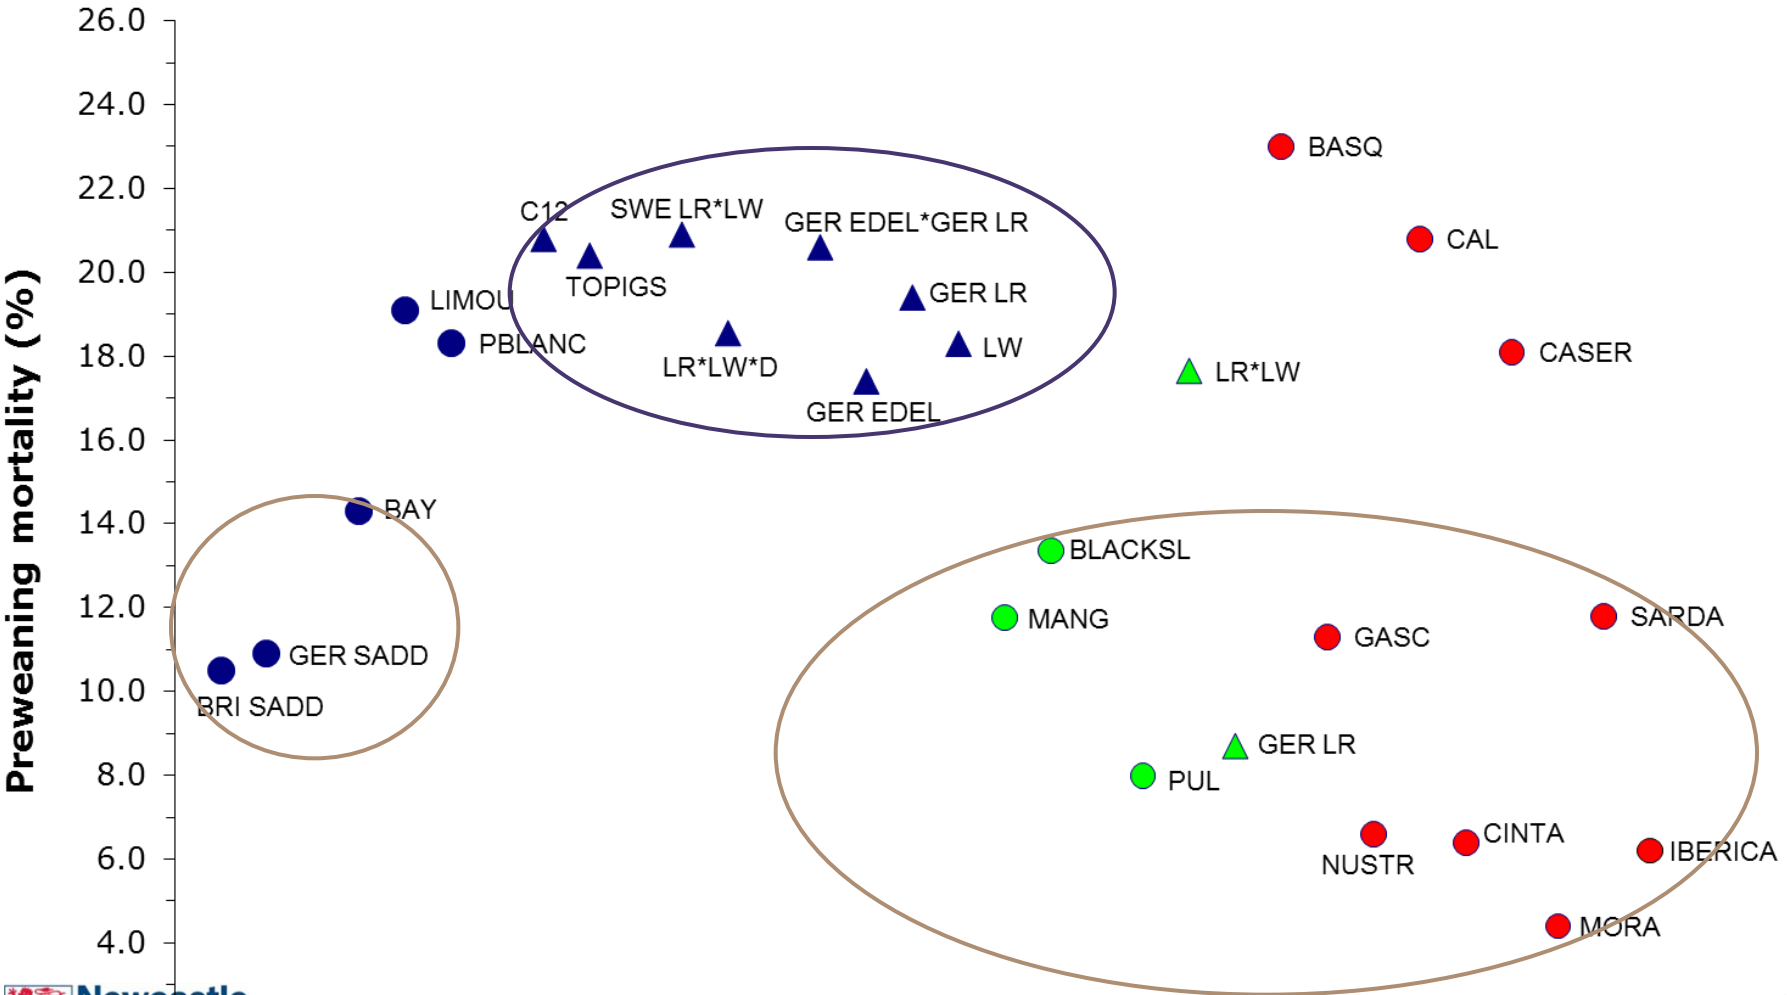 Preweaning mortality (%)
26.0
24.0
22.0
20.0
18.0
16.0
14.0
12.0
10.0
8.0
6.0
4.0
BASQ
C12
SWE LR*LW
GER EDEL*GER LR
CAL
TOPIGS
LIMOU
GER LR
PBLANC
LW
CASER
LR*LW*D
LR*LW
GER EDEL
BAY
BLACKSL
MANG
SARDA
GASC
GER SADD
BRI SADD
GER LR
PUL
CINTA
NUSTR
IBERICA
MORA
Newcastle